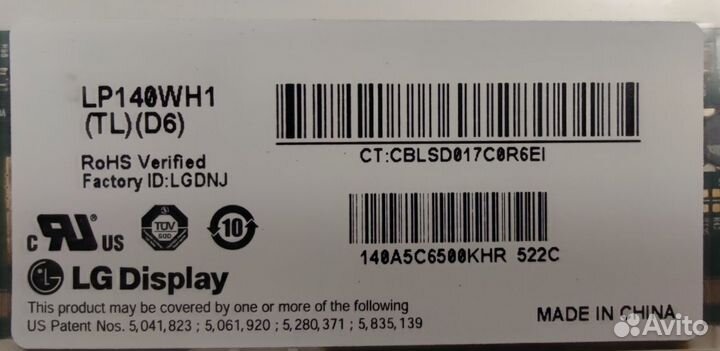 LP140WH1
(TL)(D6)
RoHS Verified
Factory ID:LGDNJ
CT:CBLSD017C0R6EI
140A5C6500KHR 522C
c RU US
TÜV
SÜD
10
LG Display
This product may be covered by one or more of the following
US Patent Nos. 5,041,823 ; 5,061,920 ; 5,280,371 ; 5,835,139
MADE IN CHINA
Avito